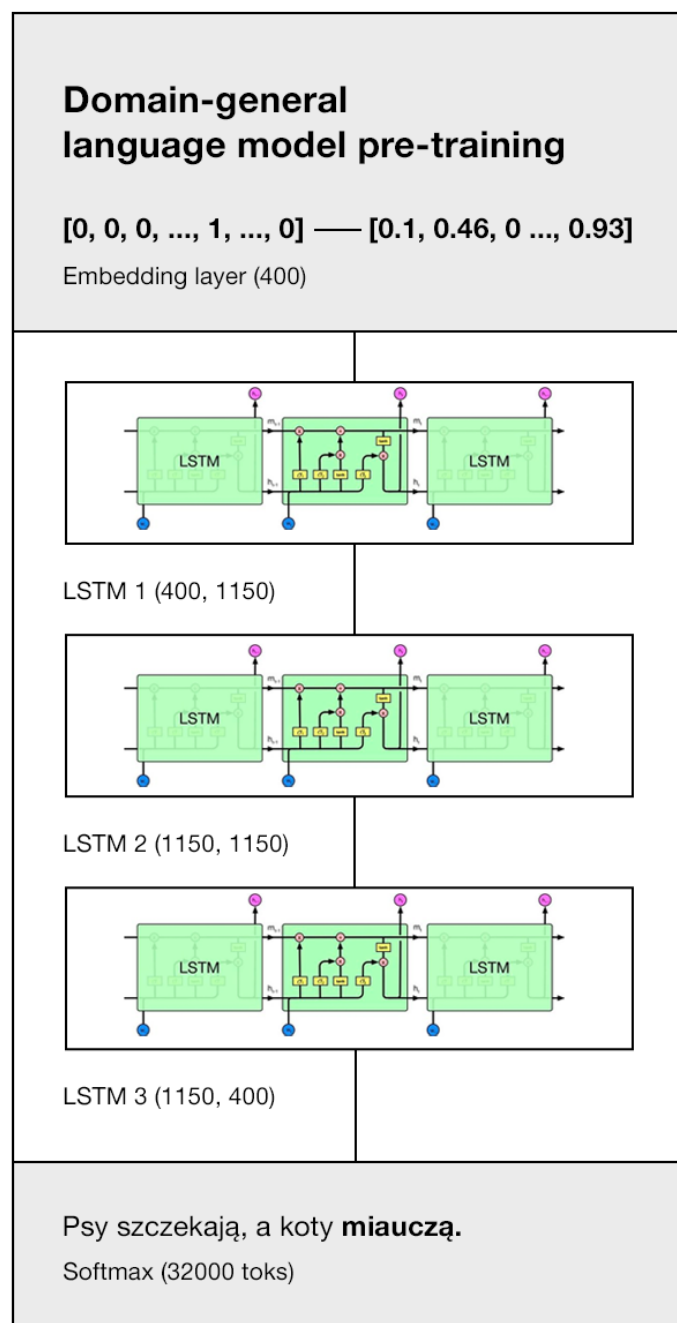 Domain-general
language model pre-training
[0, 0, 0, ..., 1, ..., 0] — [0.1, 0.46, 0 ..., 0.93]
Embedding layer (400)
LSTM
LSTM
LSTM 1 (400, 1150)
LSTM
LSTM
LSTM 2 (1150, 1150)
LSTM
LSTM
LSTM 3 (1150, 400)
Psy szczekają, a koty miauczą.
Softmax (32000 toks)